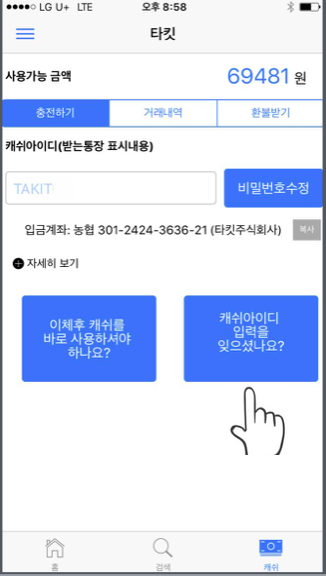 LG U+ LTE 오후 8:58
타킷
사용가능 금액 69481 원
충전하기 거래내역 환불받기
캐쉬아이디(받는통장 표시내용)
TAKIT 비밀번호수정
입금계좌: 농협 301-2424-3636-21 (타킷주식회사) 복사
자세히 보기
이체후 캐쉬를
바로 사용하셔야
하나요?
캐쉬아이디
입력을
잊으셨나요?
홈 검색 캐쉬